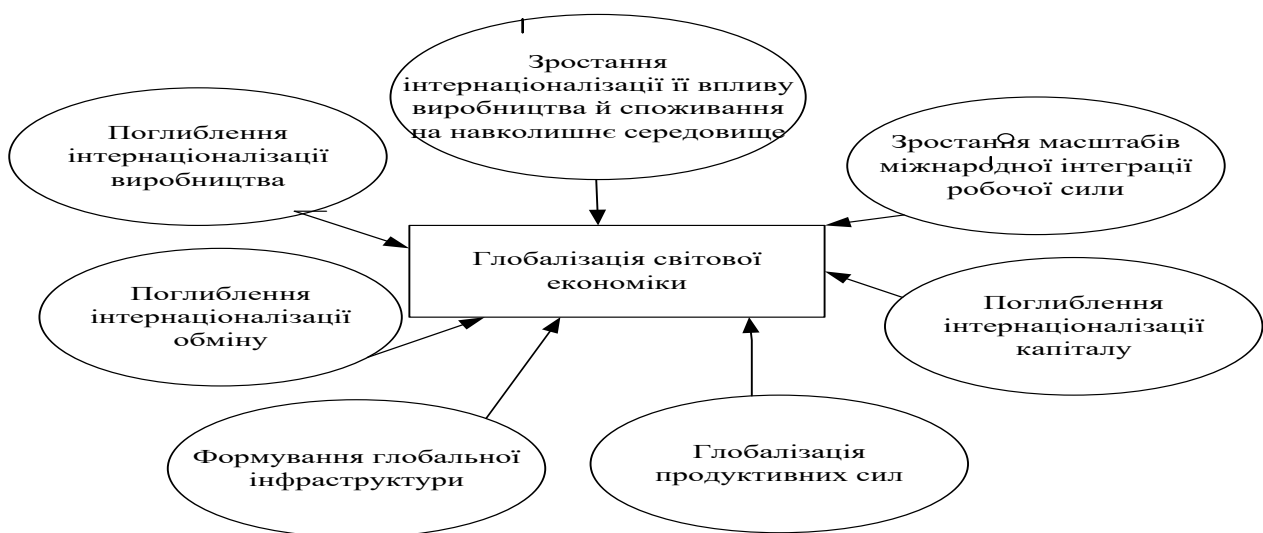 Зростання
інтернаціоналізації її впливу
виробництва й споживання
на навколишнє середовище
Поглиблення
інтернаціоналізації
виробництва
Зростання масштабів
міжнародної інтеграції
робочої сили
Глобалізація світової
економіки
Поглиблення
інтернаціоналізації
обміну
Поглиблення
інтернаціоналізації
капіталу
Формування глобальної
інфраструктури
Глобалізація
продуктивних сил